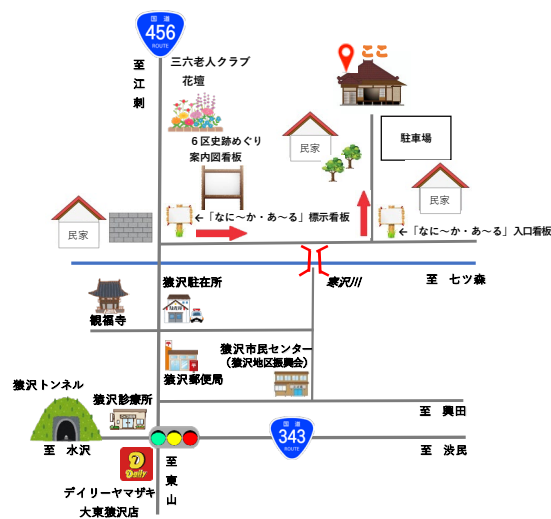 国道
456
ROUTE
至江刺
三六老人クラブ
花壇
ここ
駐車場
民家
6区史跡めぐり
案内図看板
民家
民家
←「なに～か・あ～る」標示看板
←「なに～か・あ～る」入口看板
猿沢駐在所
寒沢川
至 七ツ森
観福寺
猿沢市民センター
(猿沢地区振興会)
猿沢郵便局
猿沢トンネル
猿沢診療所
至 興田
国道
343
ROUTE
至 水沢
至 渋民
至東山
Daily
デイリーヤマザキ
大東猿沢店